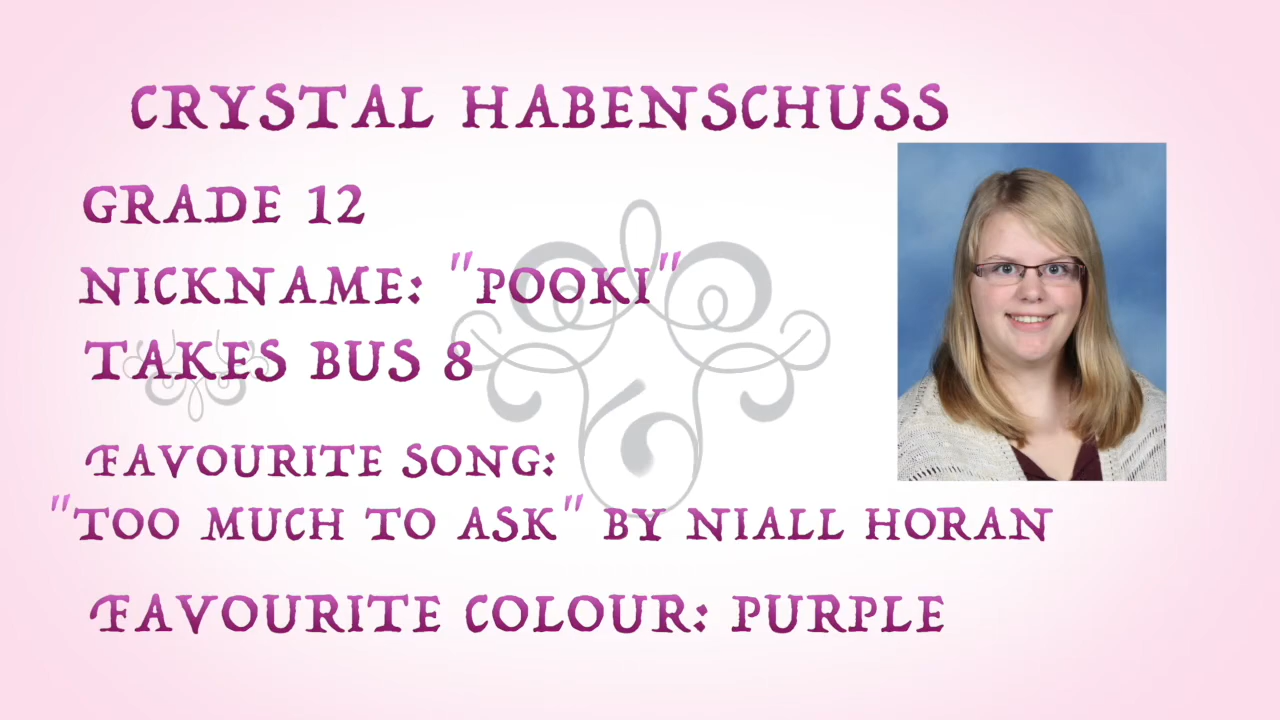 CRYSTAL HABENSCHUSS
GRADE 12
NICKNAME: "POOKI"
TAKES BUS 8
FAVOURITE SONG:
"TOO MUCH TO ASK" BY NIALL HORAN
FAVOURITE COLOUR: PURPLE